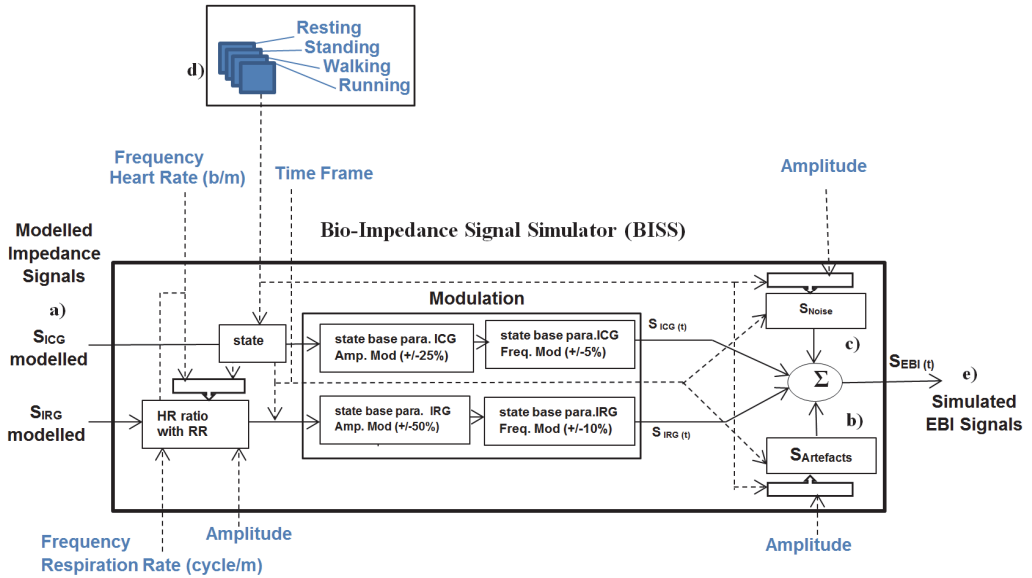 Resting
Standing
Walking
Running
d)
Frequency
Heart Rate (b/m)
Time Frame
Amplitude
Bio-Impedance Signal Simulator (BISS)
Modelled
Impedance
Signals
a)
Modulation
SICG
modelled
state
state base para. ICG
Amp. Mod (+/-25%)
state base para.ICG
Freq. Mod (+/-5%)
S ICG (t)
SNoise
c)
Σ
SEBI (t)
e)
Simulated
EBI Signals
SIRG
modelled
HR ratio
with RR
state base para. IRG
Amp. Mod (+/-50%)
state base para.IRG
Freq. Mod (+/-10%)
S IRG (t)
b)
SArtefacts
Frequency
Respiration Rate (cycle/m)
Amplitude
Amplitude